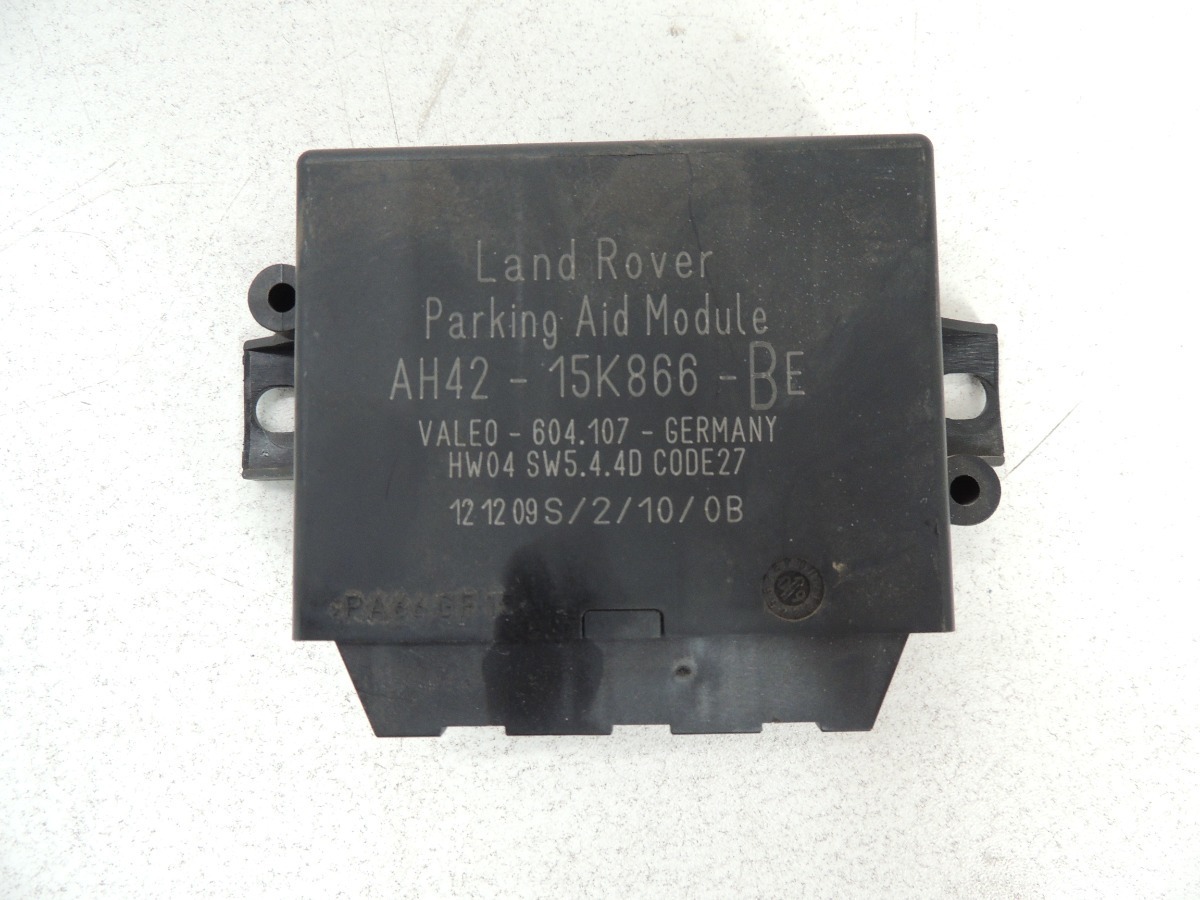 Land Rover
Parking Aid Module
AH42 - 15K866 - BE
VALEO - 604.107 - GERMANY
HW04 SW5.4.4D CODE27
12 12 09 S/2/10/0B